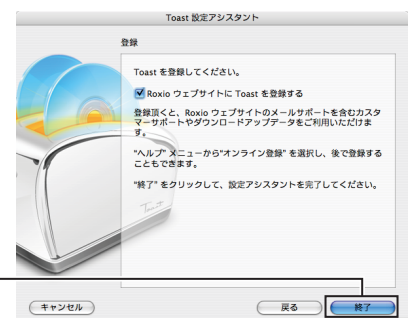 Toast 設定アシスタント
登録
Toast を登録してください。
Roxio ウェブサイトに Toast を登録する
登録頂くと、Roxio ウェブサイトのメールサポートを含むカスタ
マーサポートやダウンロードアップデータをご利用いただけま
す。
“ヘルプ” メニューから“オンライン登録” を選択し、後で登録する
こともできます。
“終了” をクリックして、設定アシスタントを完了してください。
Toast
キャンセル
戻る
終了